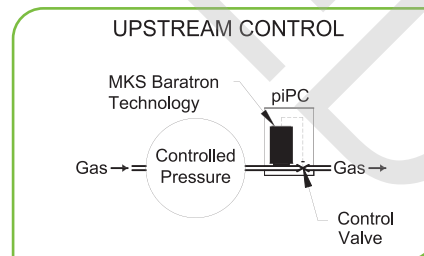 UPSTREAM CONTROL
MKS Baratron
Technology
piPC
Gas
Controlled
Pressure
Gas
Control
Valve